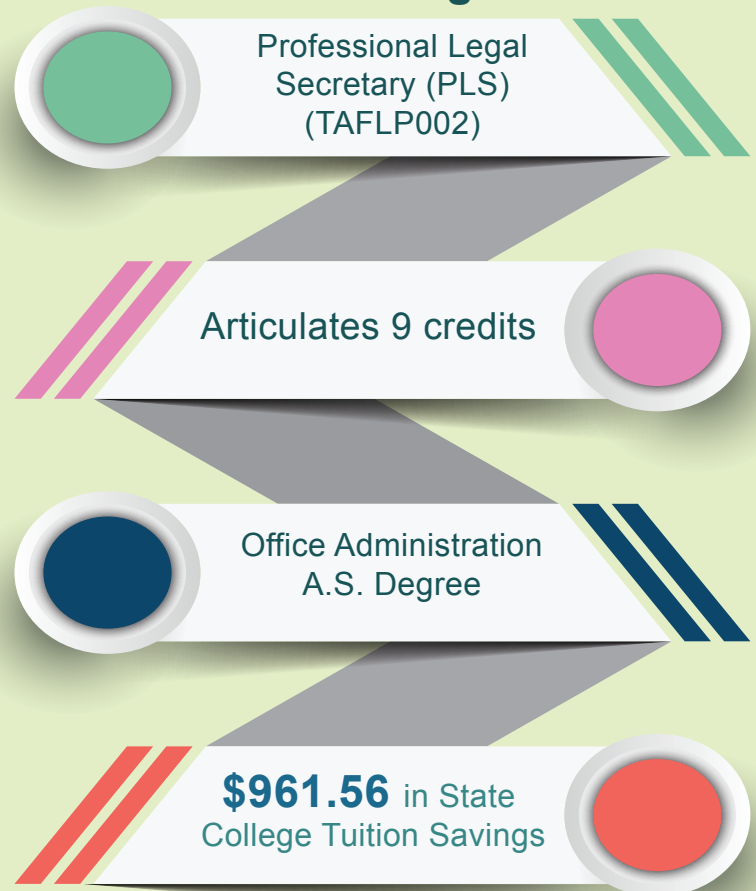 Professional Legal
Secretary (PLS)
(TAFLP002)
Articulates 9 credits
Office Administration
A.S. Degree
$961.56 in State
College Tuition Savings